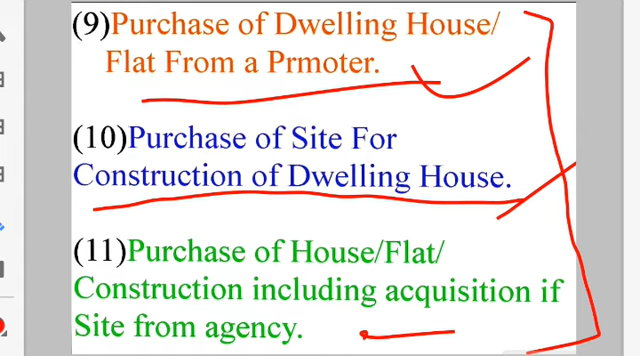 (9)Purchase of Dwelling House/
Flat From a Prmoter.
(10)Purchase of Site For
Construction of Dwelling House.
(11)Purchase of House/Flat/
Construction including acquisition if
Site from agency.